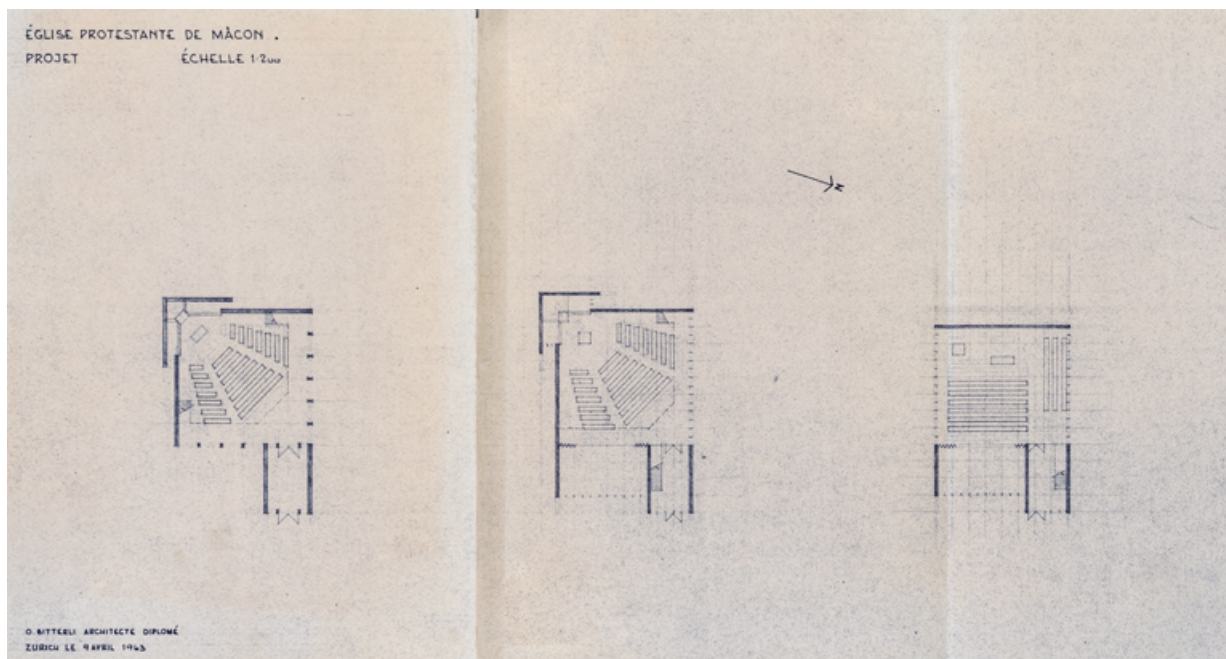 ÉGLISE PROTESTANTE DE MÂCON .
PROJET ÉCHELLE 1:200
N
O. BITTERLI ARCHITECTE DIPLOMÉ
ZURICH LE 9 AVRIL 1963